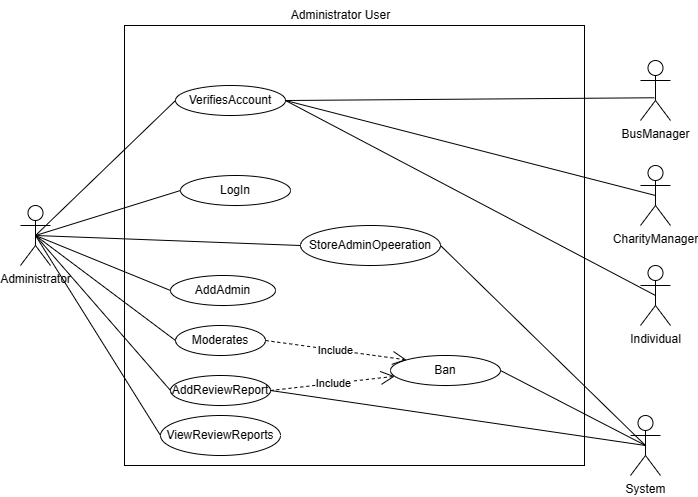 Administrator User
VerifiesAccount
BusManager
LogIn
CharityManager
StoreAdminOpeeration
Administrator
AddAdmin
Individual
Moderates
Include
Ban
Include
AddReviewReport
ViewReviewReports
System